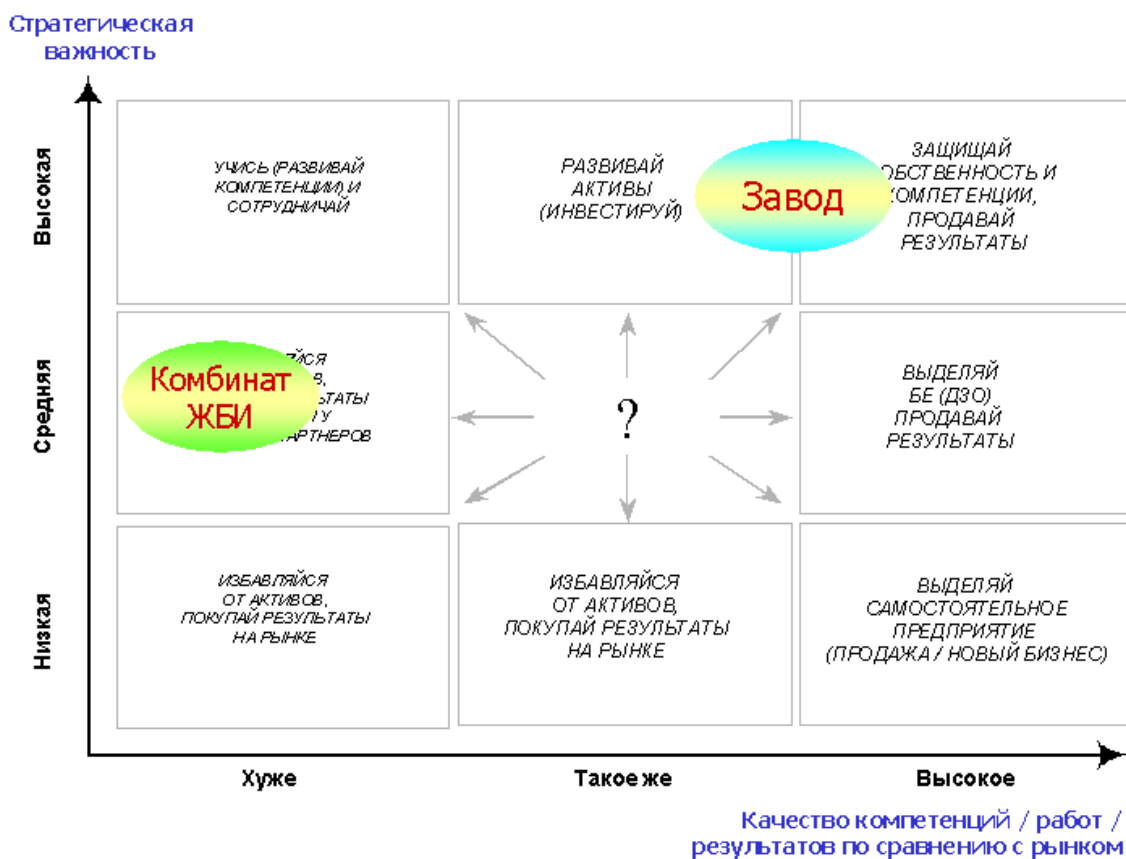 Стратегическая
важность
Высокая
УЧИСЬ (РАЗВИВАЙ
КОМПЕТЕНЦИИ) И
СОТРУДНИЧАЙ
РАЗВИВАЙ
АКТИВЫ
(ИНВЕСТИРУЙ)
Завод
ЗАЩИЩАЙ
ОБСТВЕННОСТЬ И
КОМПЕТЕНЦИИ,
ПРОДАВАЙ
РЕЗУЛЬТАТЫ
Средняя
Комбинат
ЖБИ
У
?
ВЫДЕЛЯЙ
БЕ (ДЗО)
ПРОДАВАЙ
РЕЗУЛЬТАТЫ
Низкая
ИЗБАВЛЯЙСЯ
ОТ АКТИВОВ,
ПОКУПАЙ РЕЗУЛЬТАТЫ
НА РЫНКЕ
ИЗБАВЛЯЙСЯ
ОТ АКТИВОВ,
ПОКУПАЙ РЕЗУЛЬТАТЫ
НА РЫНКЕ
ВЫДЕЛЯЙ
САМОСТОЯТЕЛЬНОЕ
ПРЕДПРИЯТИЕ
(ПРОДАЖА / НОВЫЙ БИЗНЕС)
Хуже
Такое же
Высокое
Качество компетенций / работ /
результатов по сравнению с рынком